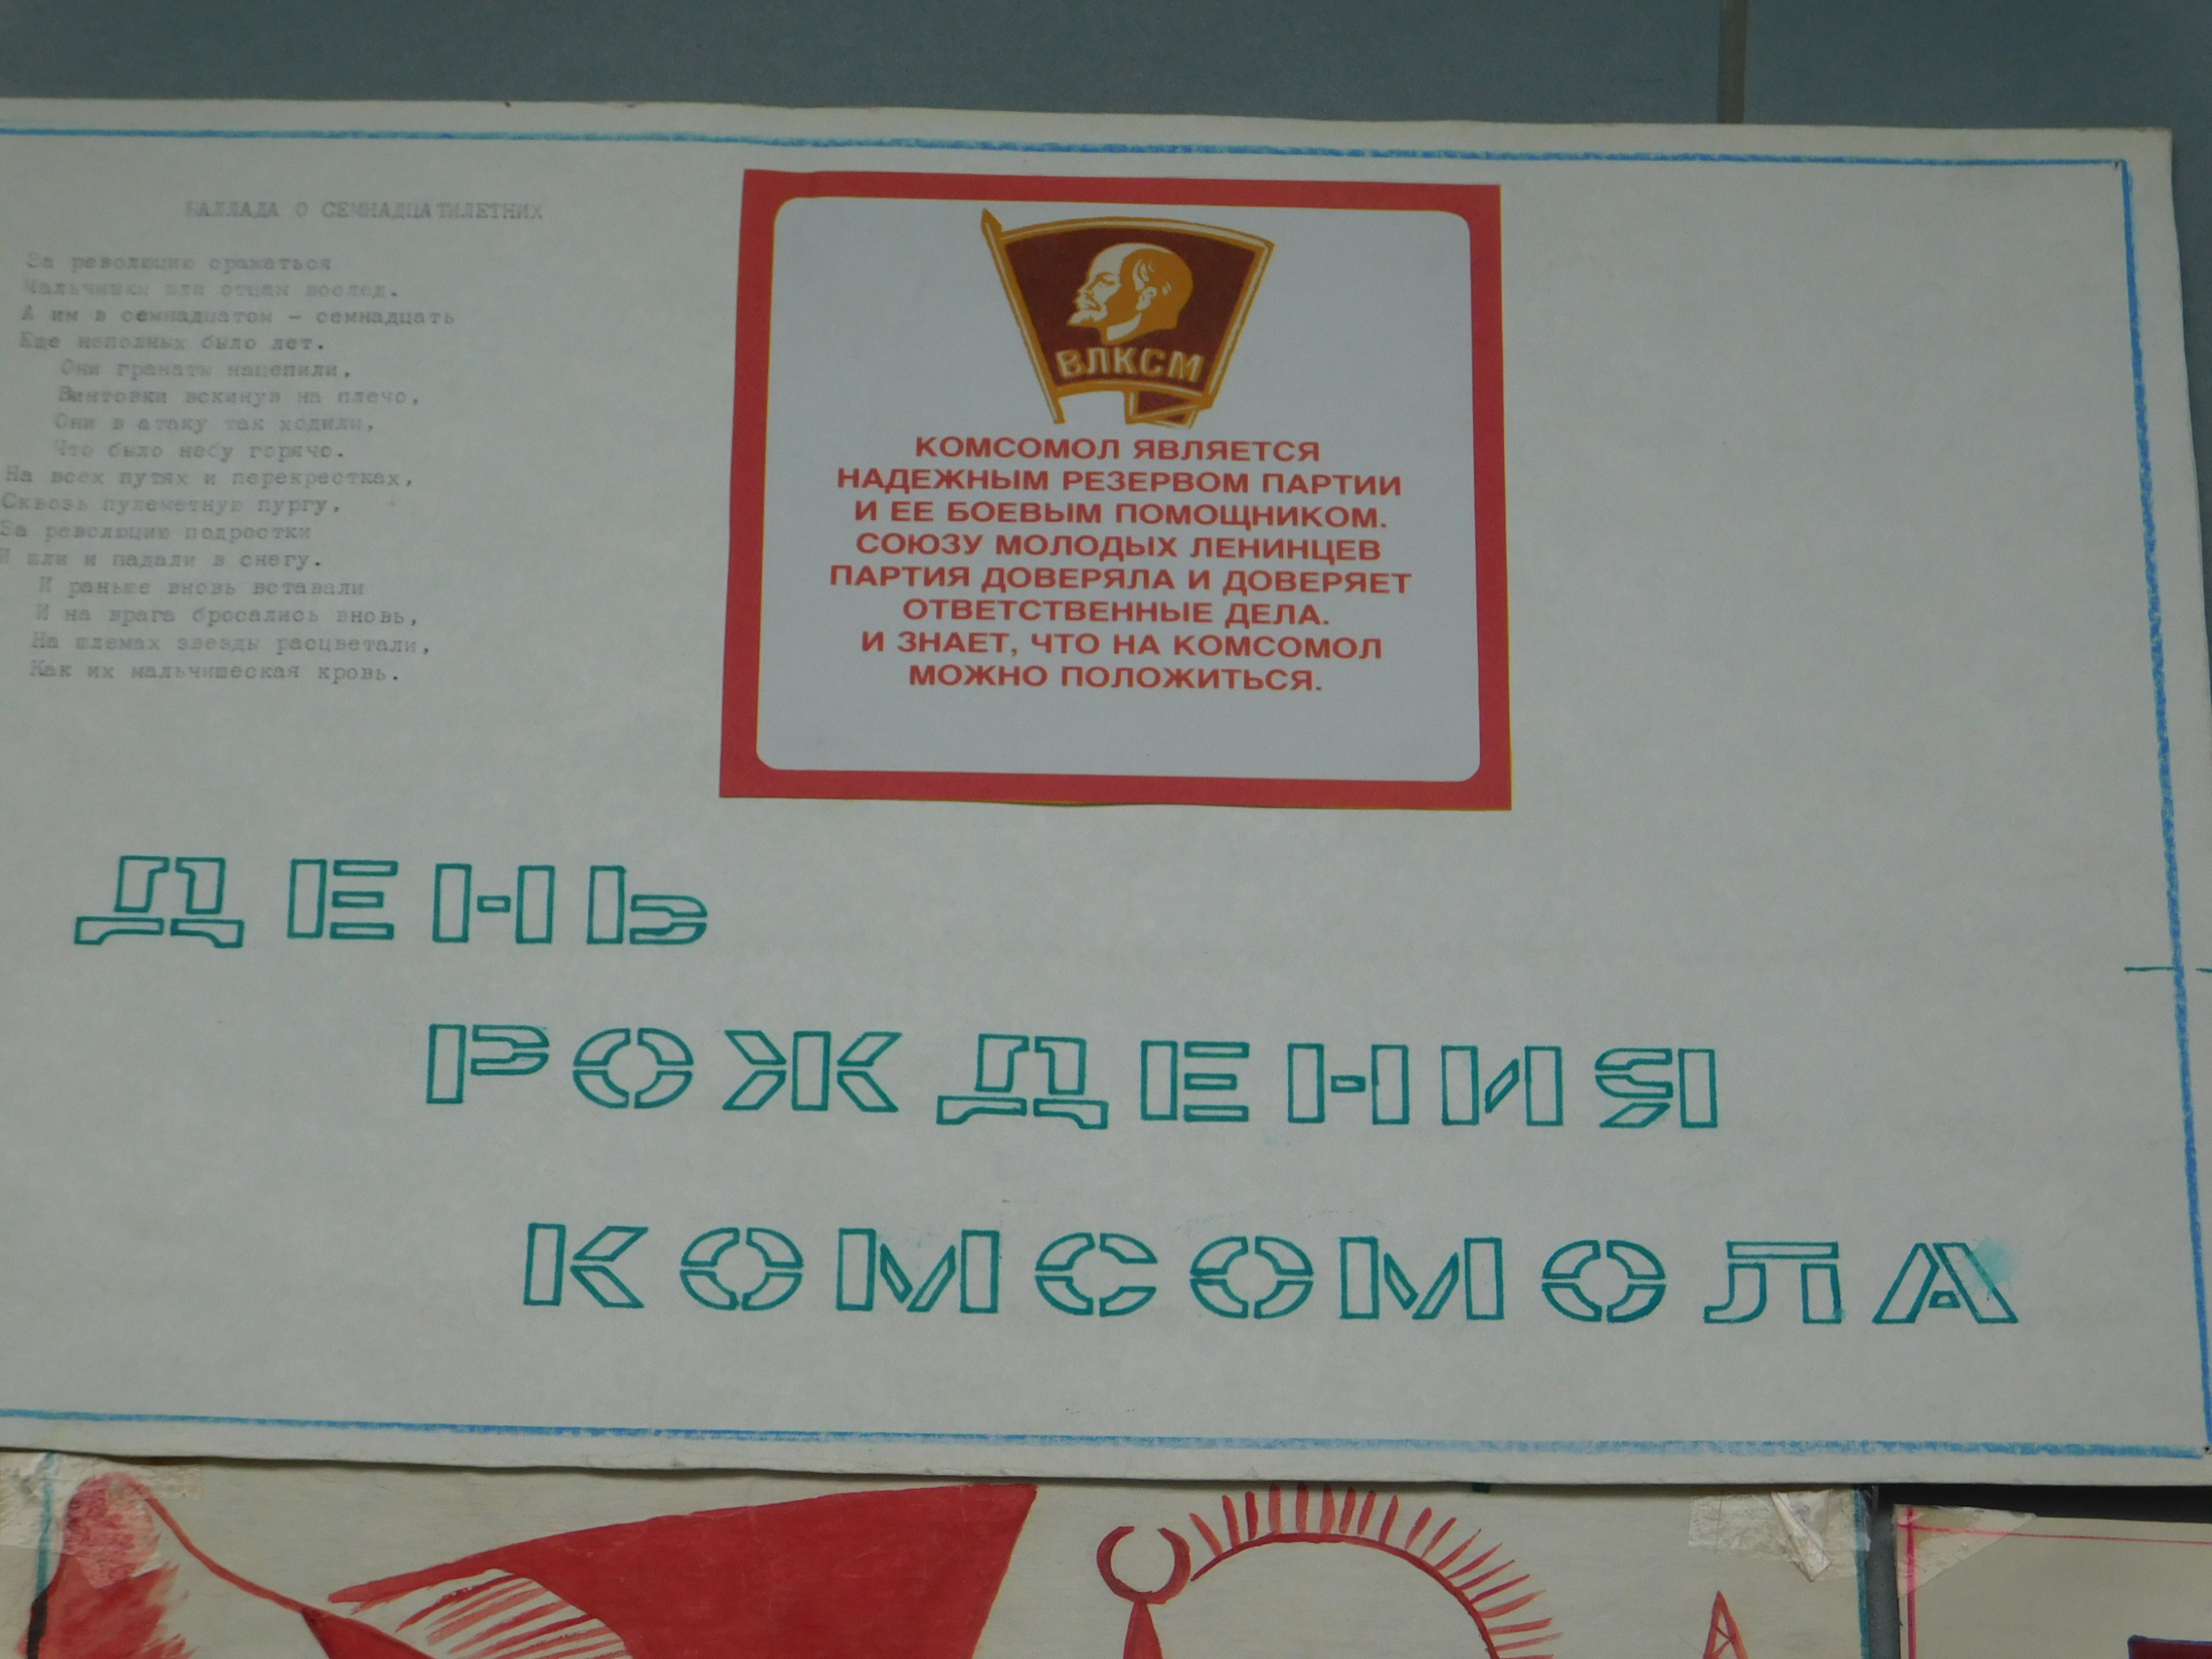 БАЛЛАДА О СЕМНАДЦАТИЛЕТНИХ
За революцию сражаться
Мальчишки шли отцам вослед.
А им в семнадцатом - семнадцать
Еще неполных было лет.
Они гранаты нацепили,
Винтовки вскинув на плечо,
Они в атаку так ходили,
Что было небу горячо.
На всех путях и перекрестках,
Сквозь пулеметную пургу,
За революцию подростки
И шли и падали в снегу.
И раньше вновь вставали
И на врага бросались вновь,
На шлемах звезды расцветали,
Как их мальчишеская кровь.
ВЛКСМ
КОМСОМОЛ ЯВЛЯЕТСЯ
НАДЕЖНЫМ РЕЗЕРВОМ ПАРТИИ
И ЕЕ БОЕВЫМ ПОМОЩНИКОМ.
СОЮЗУ МОЛОДЫХ ЛЕНИНЦЕВ
ПАРТИЯ ДОВЕРЯЛА И ДОВЕРЯЕТ
ОТВЕТСТВЕННЫЕ ДЕЛА.
И ЗНАЕТ, ЧТО НА КОМСОМОЛ
МОЖНО ПОЛОЖИТЬСЯ.
ДЕНЬ
РОЖДЕНИЯ
КОМСОМОЛА